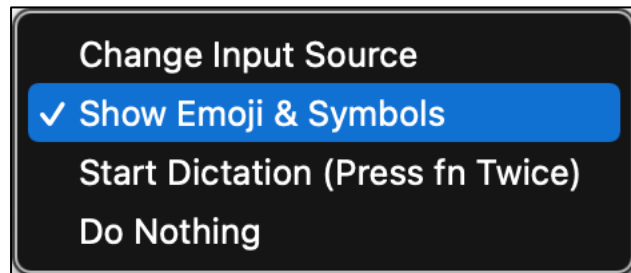 Change Input Source
✓ Show Emoji & Symbols
Start Dictation (Press fn Twice)
Do Nothing